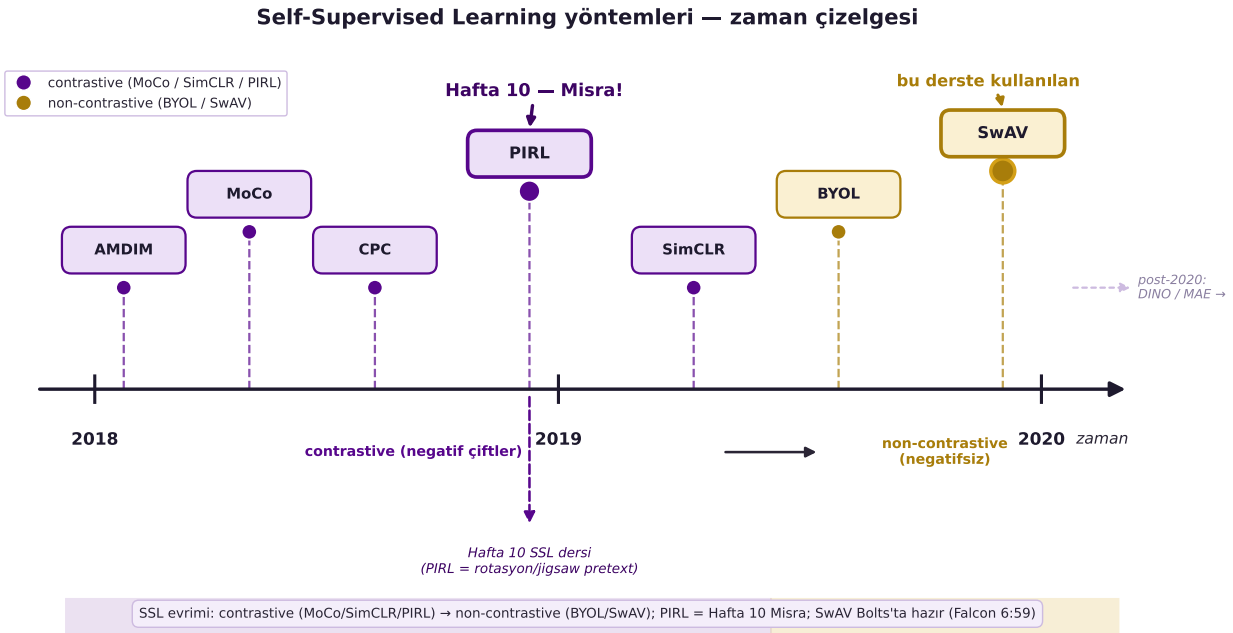 Self-Supervised Learning yöntemleri — zaman çizelgesi
contrastive (MoCo / SimCLR / PIRL)
non-contrastive (BYOL / SwAV)
Hafta 10 — Misra!
bu derste kullanılan
PIRL
SwAV
MoCo
BYOL
AMDIM
CPC
SimCLR
post-2020:
DINO / MAE →
2018
2019
2020
zaman
contrastive (negatif çiftler)
non-contrastive
(negatifsiz)
Hafta 10 SSL dersi
(PIRL = rotasyon/jigsaw pretext)
SSL evrimi: contrastive (MoCo/SimCLR/PIRL) → non-contrastive (BYOL/SwAV); PIRL = Hafta 10 Misra; SwAV Bolts'ta hazır (Falcon 6:59)